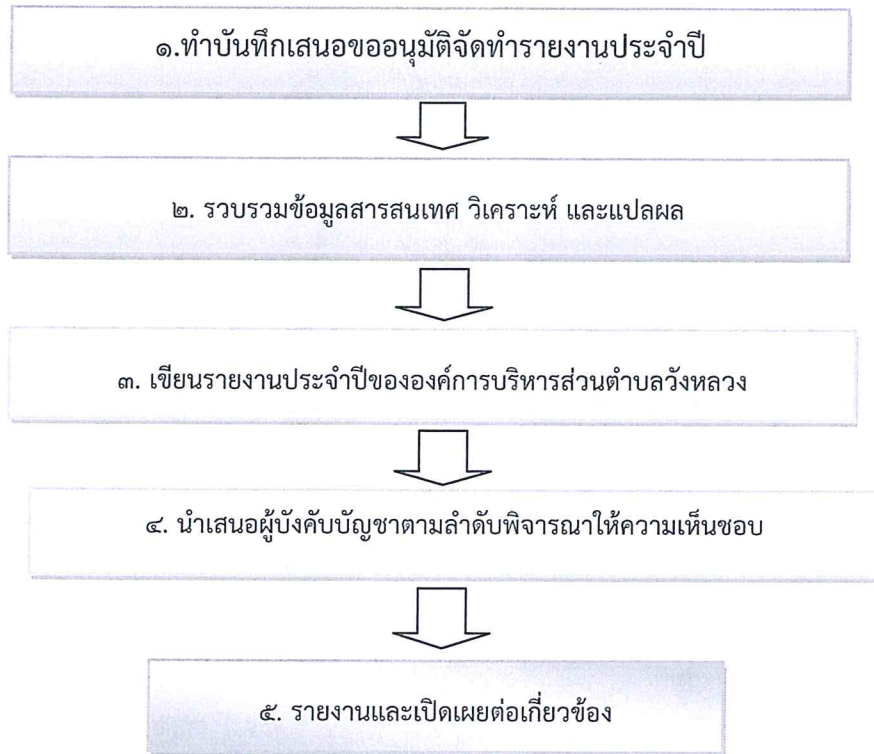 ๑.ทำบันทึกเสนอขออนุมัติจัดทำรายงานประจำปี
๒. รวบรวมข้อมูลสารสนเทศ วิเคราะห์ และแปลผล
๓. เขียนรายงานประจำปีขององค์การบริหารส่วนตำบลวังหลวง
๔. นำเสนอผู้บังคับบัญชาตามลำดับพิจารณาให้ความเห็นชอบ
๕. รายงานและเปิดเผยต่อเกี่ยวข้อง